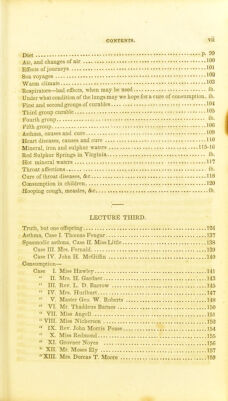 CONTENTS. vii
Diet p. 99
Air, and changes of air 100
Effects of journeys 101
Sea voyages 102
Warm climate 103
Respirators—bad effects, when may be used ib.
Under what condition of the lungs may we hope for a cure of consumption. ib.
First and second groups of curables 104
Third group curable 105
Fourth group ib.
Fifth group 106
Asthma, causes and cure 109
Heart diseases, causes and cure 110
Mineral, iron and sulphur waters 115-16
Red Sulphur Springs in Virginia ib.
Hot mineral waters 117
Throat affections ib.
Cure of throat diseases, &c. 118
Consumption in children, 120
Hooping cough, measles, &c. ib.
LECTURE THIRD.
Truth, but one offspring 124
Asthma, Case I. Thomas Fengar 137
Spasmodic asthma, Case II. Miss Little 138
Case III. Mrs. Fernald 139
Case IV. John H. McGiffin 140
Consumption—
Case I. Miss Hawley 141
" II. Mrs. H. Gardner 143
" III. Rev. L. D. Barrow 145
" IV. Mrs. Hurlburt 147
" V. Master Geo. W. Roberts 148
" VI. Mr. Thaddeus Barnes 150
" VII. Miss Angell 151
" VIII. Miss Nickerson 153
" IX. Rev. John Morris Pease 154
" X. Miss Redmond 155
" XI. Gravner Noyes 156
" XII. Mr. Moses Ely 157
" XIII. Mrs. Dorcas T. Moore 159